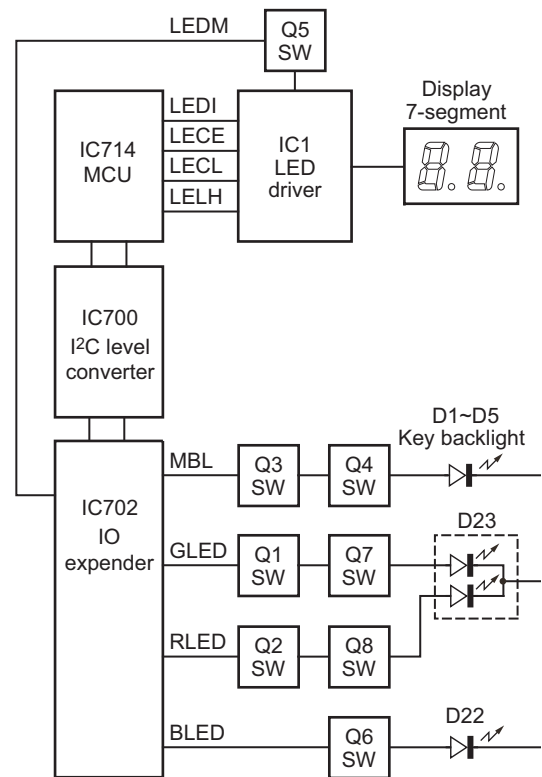 LEDM
Q5
SW
Display
7-segment
LEDI
LECE
LECL
LELH
IC714
MCU
IC1
LED
driver
IC700
I²C level
converter
D1~D5
Key backlight
MBL
Q3
SW
Q4
SW
IC702
IO
expender
D23
GLED
Q1
SW
Q7
SW
RLED
Q2
SW
Q8
SW
D22
BLED
Q6
SW